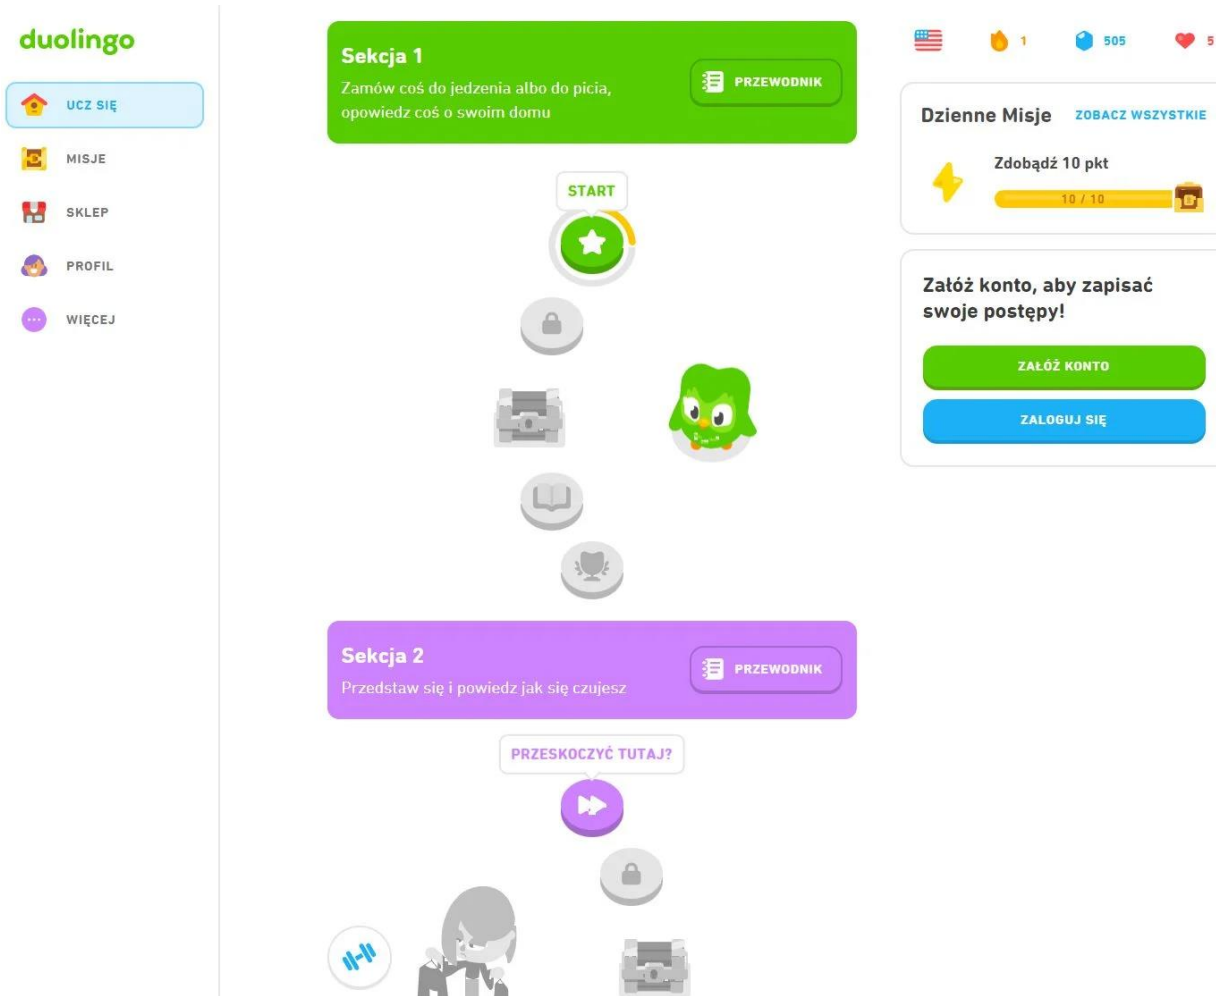 duolingo
UCZ SIĘ
MISJE
SKLEP
PROFIL
WIĘCEJ
Sekcja 1
Zamów coś do jedzenia albo do picia,
opowiedz coś o swoim domu
PRZEWODNIK
START
Sekcja 2
Przedstaw się i powiedz jak się czujesz
PRZEWODNIK
PRZESKOCZYĆ TUTAJ?
1
505
5
Dzienne Misje
ZOBACZ WSZYSTKIE
Zdobądź 10 pkt
10 / 10
Załóż konto, aby zapisać
swoje postępy!
ZAŁÓŻ KONTO
ZALOGUJ SIĘ